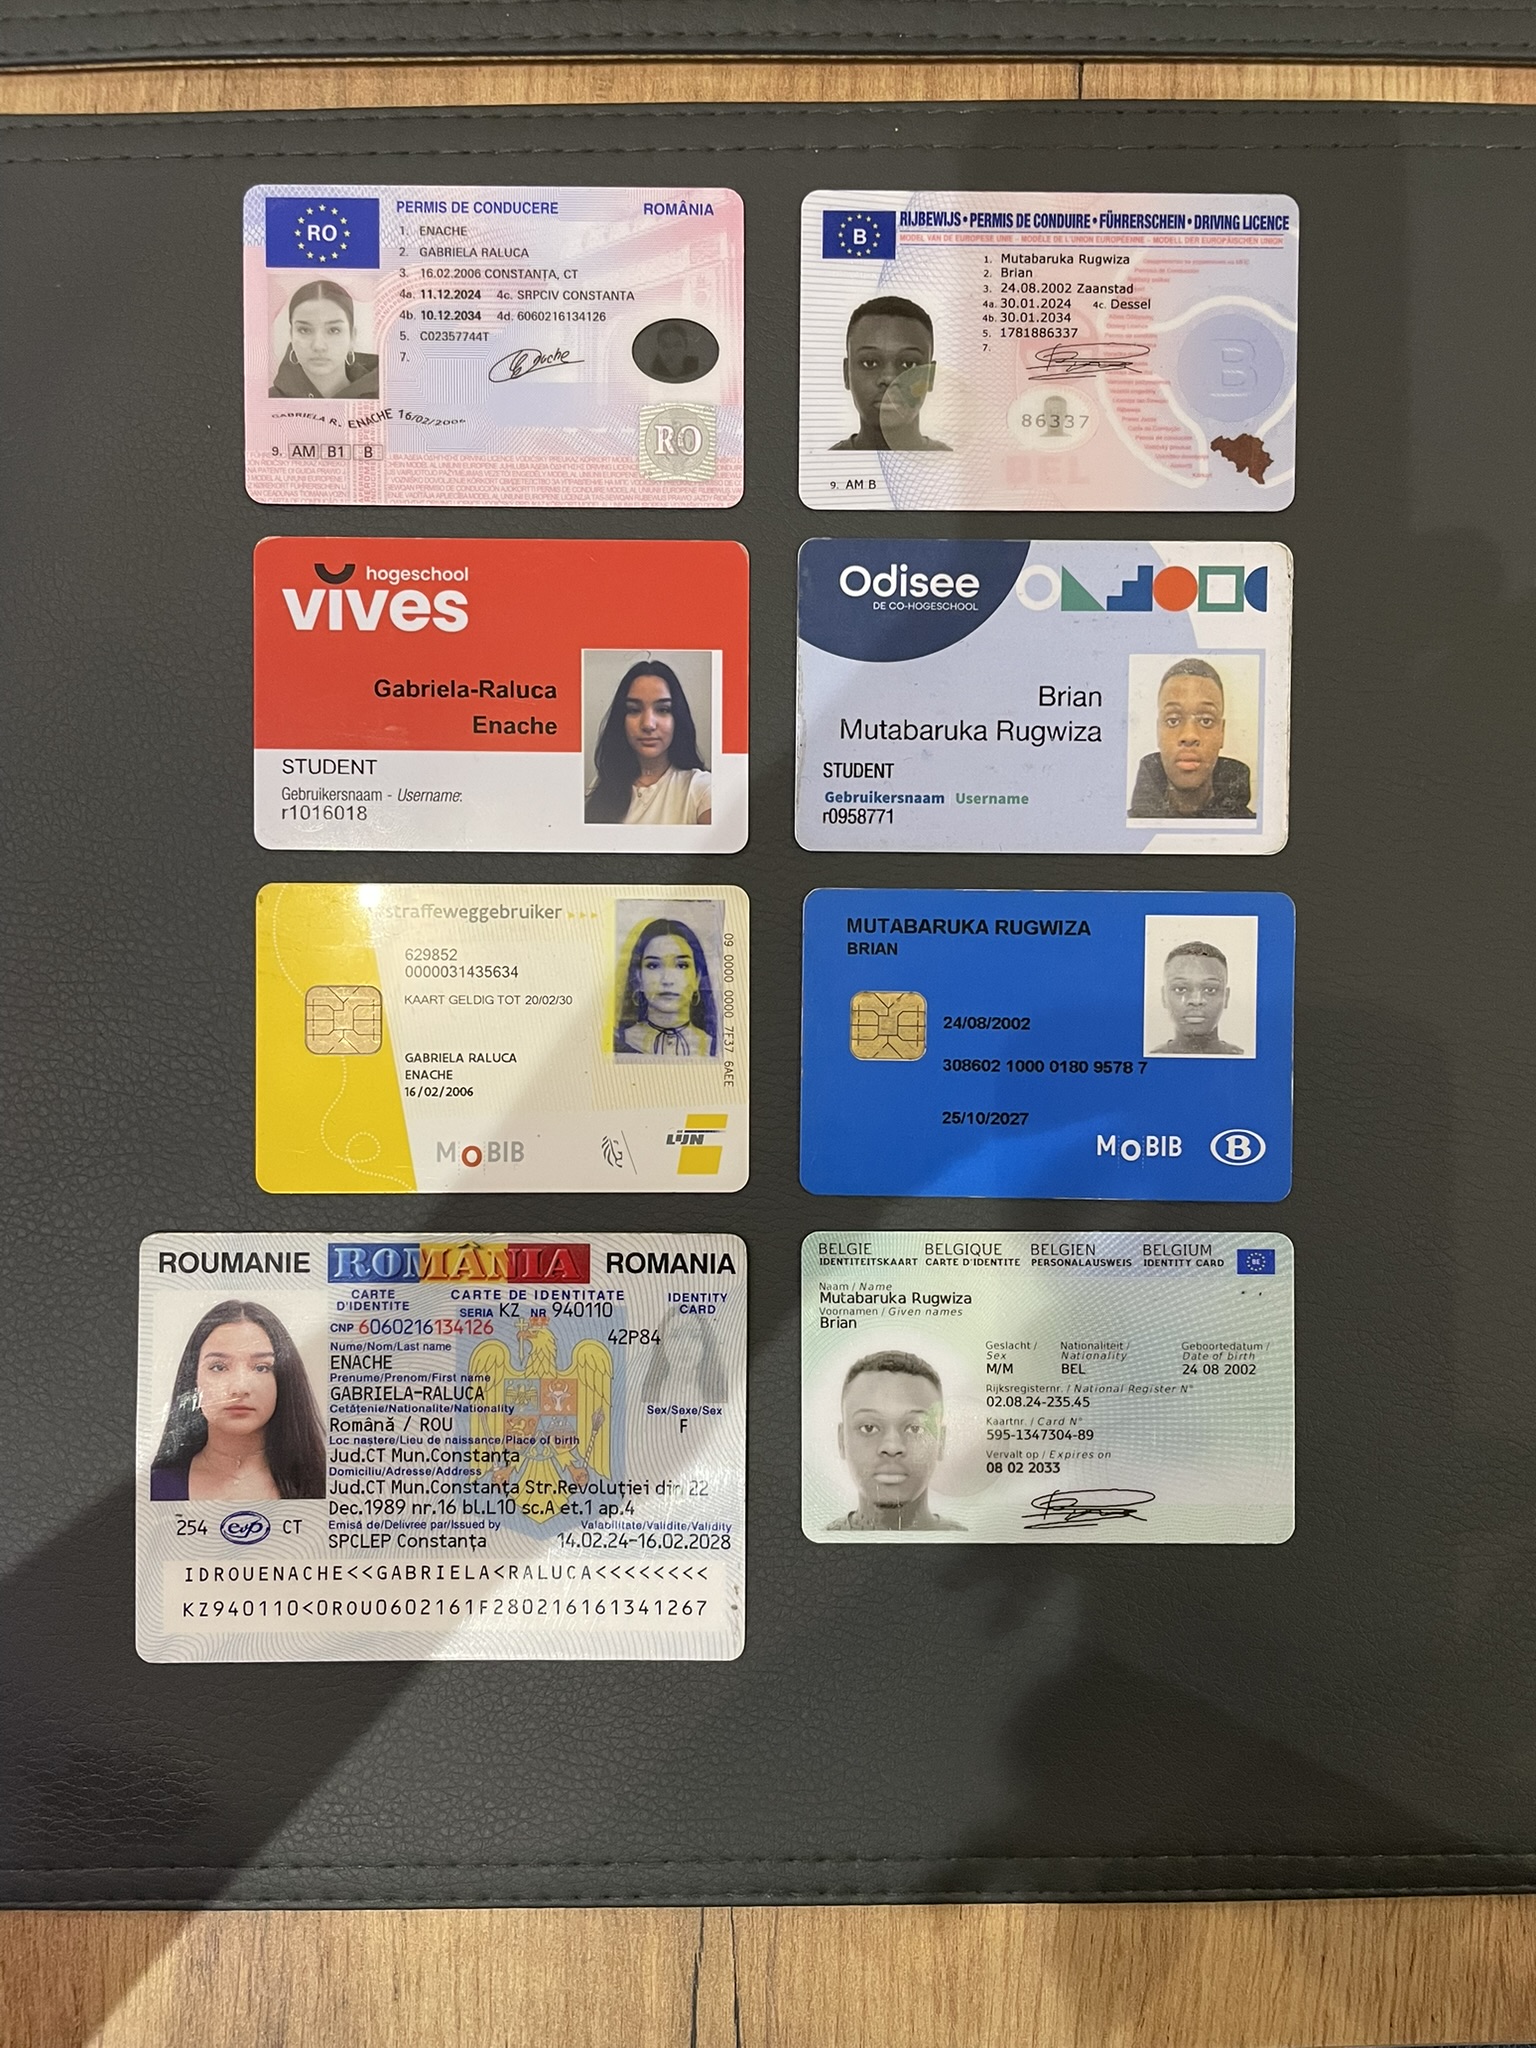 RO
PERMIS DE CONDUCERE ROMÂNIA
1. ENACHE
2. GABRIELA RALUCA
3. 16.02.2006 CONSTANȚA, CT
4a. 11.12.2024 4c. SRPCIV CONSTANTA
4b. 10.12.2034 4d. 6060216134126
5. C02357744T
7.
GABRIELA R. ENACHE 16/02/2006
RO
9. AM B1 B
B
RIJBEWIJS • PERMIS DE CONDUIRE • FÜHRERSCHEIN • DRIVING LICENCE
MODEL VAN DE EUROPESE UNIE – MODÈLE DE L'UNION EUROPÉENNE – MODELL DER EUROPÄISCHEN UNION
1. Mutabaruka Rugwiza
2. Brian
3. 24.08.2002 Zaanstad
4a. 30.01.2024 4c. Dessel
4b. 30.01.2034
5. 1781886337
7.
B
86337
BEL
9. AM B
hogeschool
vives
Gabriela-Raluca
Enache
STUDENT
Gebruikersnaam - Username:
r1016018
Odisee
DE CO-HOGESCHOOL
Brian
Mutabaruka Rugwiza
STUDENT
Gebruikersnaam Username
r0958771
#straffeweggebruiker
629852
0000031435634
KAART GELDIG TOT 20/02/30
GABRIELA RALUCA
ENACHE
16/02/2006
09 0000 0000 7F37 6AEE
MOBIB
LIJN
MUTABARUKA RUGWIZA
BRIAN
24/08/2002
308602 1000 0180 9578 7
25/10/2027
MOBIB B
ROUMANIE ROMÂNIA ROMANIA
CARTE D'IDENTITE CARTE DE IDENTITATE IDENTITY CARD
SERIA KZ NR 940110
CNP 6060216134126 42P84
Nume/Nom/Last name
ENACHE
Prenume/Prenom/First name
GABRIELA-RALUCA
Cetățenie/Nationalite/Nationality Sex/Sexe/Sex
Română / ROU F
Loc naștere/Lieu de naissance/Place of birth
Jud.CT Mun.Constanța
Domiciliu/Adresse/Address
Jud.CT Mun.Constanța Str.Revoluției din 22
Dec.1989 nr.16 bl.L10 sc.A et.1 ap.4
Emisă de/Delivree par/Issued by Valabilitate/Validite/Validity
SPCLEP Constanța 14.02.24-16.02.2028
254 CT
IDROUENACHE<<GABRIELA<RALUCA<<<<<<<<
KZ940110<0ROU0602161F280216161341267
BELGIE BELGIQUE BELGIEN BELGIUM
IDENTITEITSKAART CARTE D'IDENTITE PERSONALAUSWEIS IDENTITY CARD
BE
Naam / Name
Mutabaruka Rugwiza
Voornamen / Given names
Brian
Geslacht / Sex Nationaliteit / Nationality Geboortedatum / Date of birth
M/M BEL 24 08 2002
Rijksregisternr. / National Register N°
02.08.24-235.45
Kaartnr. / Card N°
595-1347304-89
Vervalt op / Expires on
08 02 2033